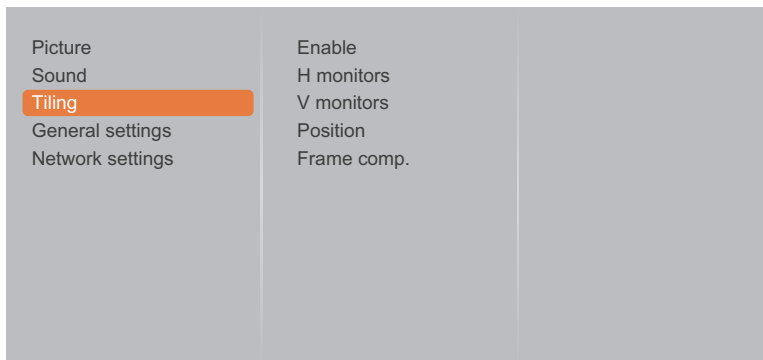 Picture
Sound
Tiling
General settings
Network settings
Enable
H monitors
V monitors
Position
Frame comp.